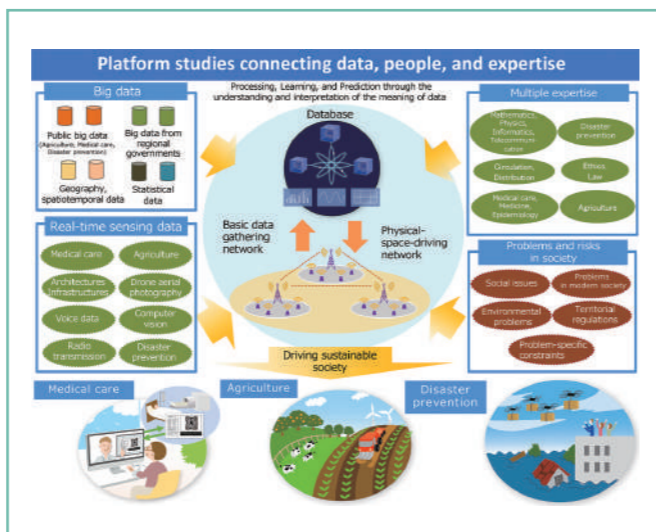 Platform studies connecting data, people, and expertise
Big data
Public big data
(Agriculture, Medical care,
Disaster prevention)
Big data from
regional
governments
Geography,
spatiotemporal data
Statistical
data
Real-time sensing data
Medical care
Agriculture
Architectures
Infrastructures
Drone aerial
photography
Voice data
Computer
vision
Radio
transmission
Disaster
prevention
Processing, Learning, and Prediction through the
understanding and interpretation of the meaning of data
Database
Basic data
gathering
network
Physical-
space-driving
network
Driving sustainable
society
Multiple expertise
Mathematics,
Physics,
Informatics,
Telecommuni
cation
Disaster
prevention
Circulation,
Distribution
Ethics
Law
Medical care,
Medicine,
Epidemiology
Agriculture
Problems and risks
in society
Social issues
Problems
in modern society
Environmental
problems
Territorial
regulations
Problem-specific
constraints
Medical care
Agriculture
Disaster
prevention